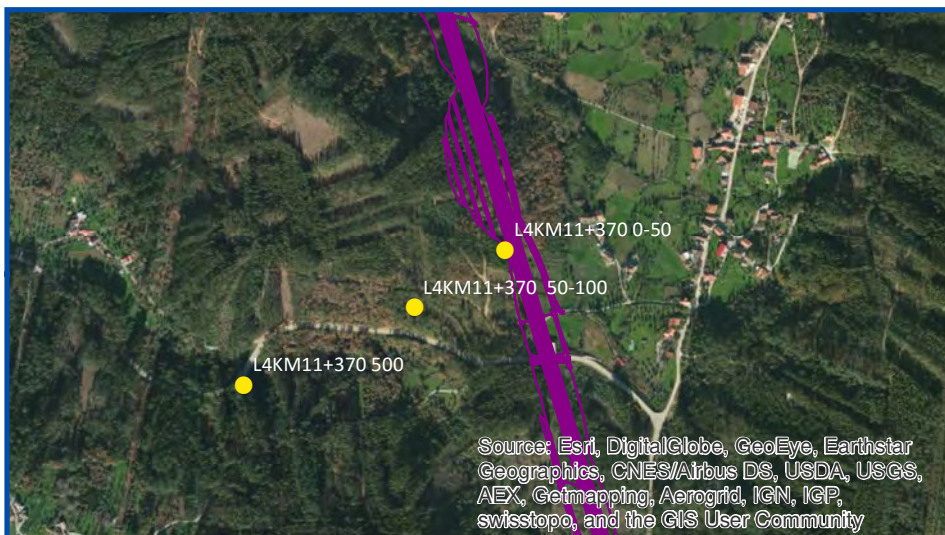 L4KM11+370 0-50
L4KM11+370  50-100
L4KM11+370 500
Source: Esri, DigitalGlobe, GeoEye, Earthstar
Geographics, CNES/Airbus DS, USDA, USGS,
AEX, Getmapping, Aerogrid, IGN, IGP,
swisstopo, and the GIS User Community